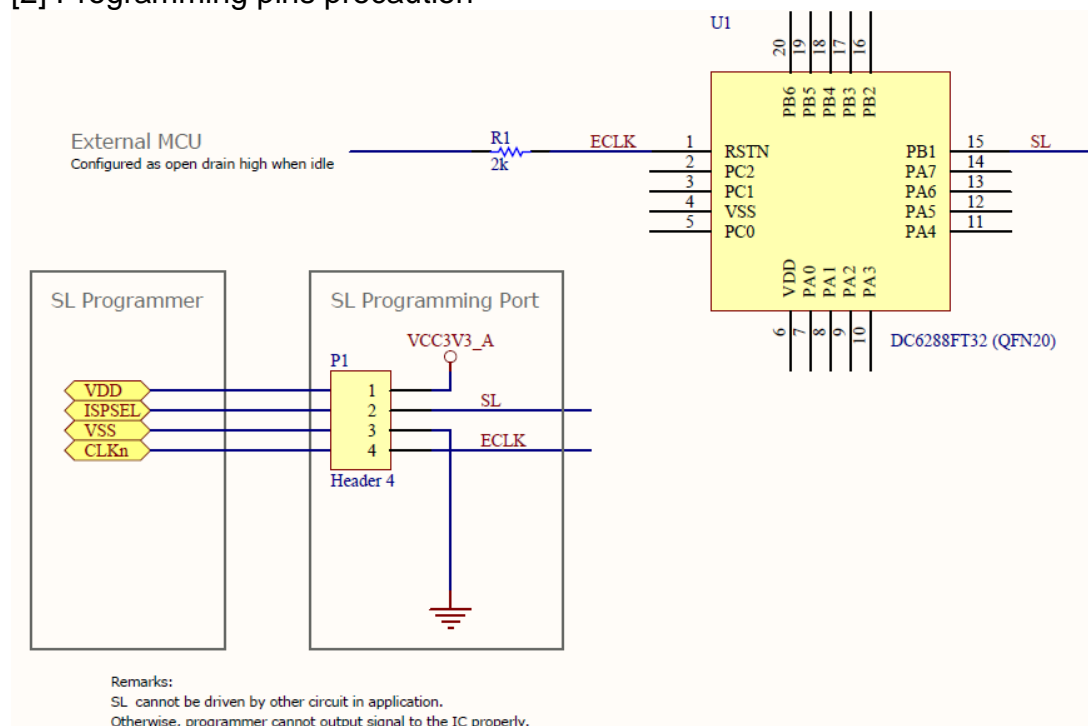 [2] Programming pins precaution
U1
20 19 18 17 16
PB6 PB5 PB4 PB3 PB2
External MCU
Configured as open drain high when idle
R1
2k
ECLK
1 RSTN
2 PC2
3 PC1
4 VSS
5 PC0
PB1 15 SL
PA7 14
PA6 13
PA5 12
PA4 11
VDD PA0 PA1 PA2 PA3
6 7 8 9 10
DC6288FT32 (QFN20)
SL Programmer
SL Programming Port
VCC3V3_A
P1
VDD 1
ISPSEL 2 SL
VSS 3
CLKn 4 ECLK
Header 4
Remarks:
SL cannot be driven by other circuit in application.
Otherwise, programmer cannot output signal to the IC properly.